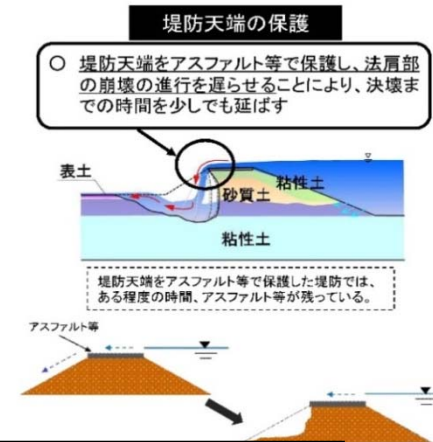 堤防天端の保護
○ 堤防天端をアスファルト等で保護し、法肩部
の崩壊の進行を遅らせることにより、決壊ま
での時間を少しでも延ばす
表土
粘性土
砂質土
粘性土
堤防天端をアスファルト等で保護した堤防では、
ある程度の時間、アスファルト等が残っている。
アスファルト等